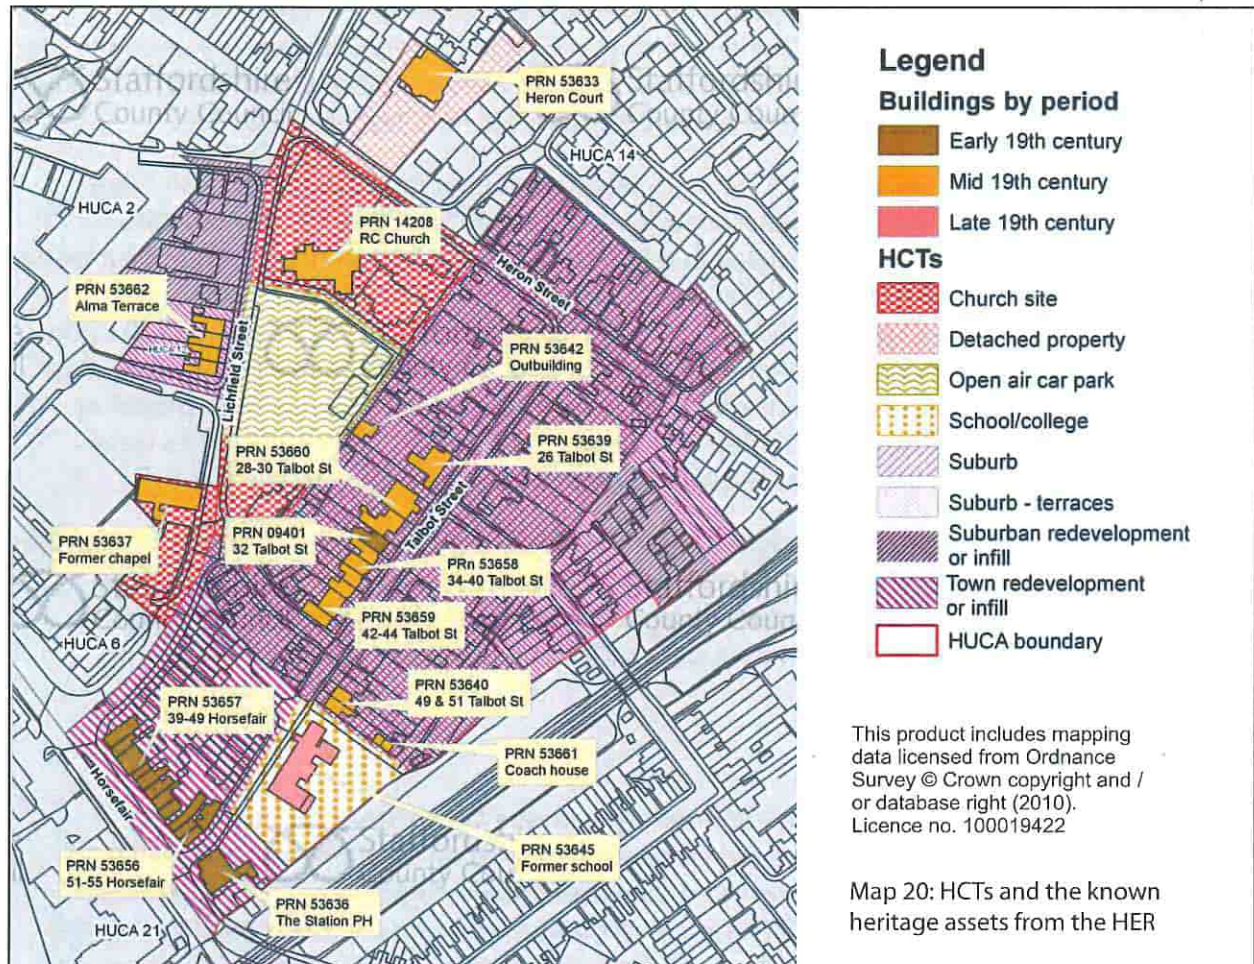 Staffordshire
County Council
PRN 53633
Heron Court
HUCA 14
HUCA 2
PRN 14208
RC Church
Heron Street
PRN 53662
Alma Terrace
Lichfield Street
PRN 53642
Outbuilding
PRN 53660
28-30 Talbot St
PRN 53639
26 Talbot St
Talbot Street
PRN 09401
32 Talbot St
PRN 53637
Former chapel
PRn 53658
34-40 Talbot St
PRN 53659
42-44 Talbot St
HUCA 6
PRN 53657
39-49 Horsefair
PRN 53640
49 & 51 Talbot St
PRN 53661
Coach house
Horsefair
PRN 53645
Former school
PRN 53656
51-55 Horsefair
PRN 53636
The Station PH
HUCA 21
Legend
Buildings by period
Early 19th century
Mid 19th century
Late 19th century
HCTs
Church site
Detached property
Open air car park
School/college
Suburb
Suburb - terraces
Suburban redevelopment
or infill
Town redevelopment
or infill
HUCA boundary
This product includes mapping
data licensed from Ordnance
Survey © Crown copyright and /
or database right (2010).
Licence no. 100019422
Map 20: HCTs and the known
heritage assets from the HER